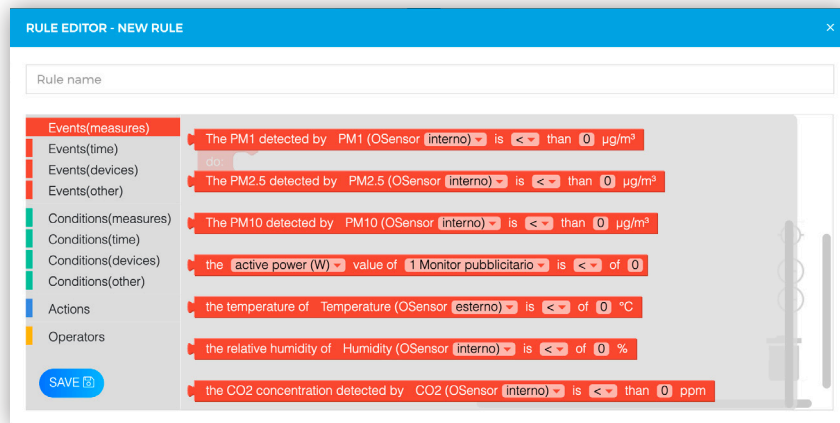 RULE EDITOR - NEW RULE
×
Rule name
Events(measures)
Events(time)
Events(devices)
Events(other)
Conditions(measures)
Conditions(time)
Conditions(devices)
Conditions(other)
Actions
Operators
SAVE
The PM1 detected by PM1 (OSensor interno) is < than 0 µg/m³
do:
The PM2.5 detected by PM2.5 (OSensor interno) is < than 0 µg/m³
The PM10 detected by PM10 (OSensor interno) is < than 0 µg/m³
the active power (W) value of 1 Monitor pubblicitario is < of 0
the temperature of Temperature (OSensor esterno) is < of 0 °C
the relative humidity of Humidity (OSensor interno) is < of 0 %
the CO2 concentration detected by CO2 (OSensor interno) is < than 0 ppm